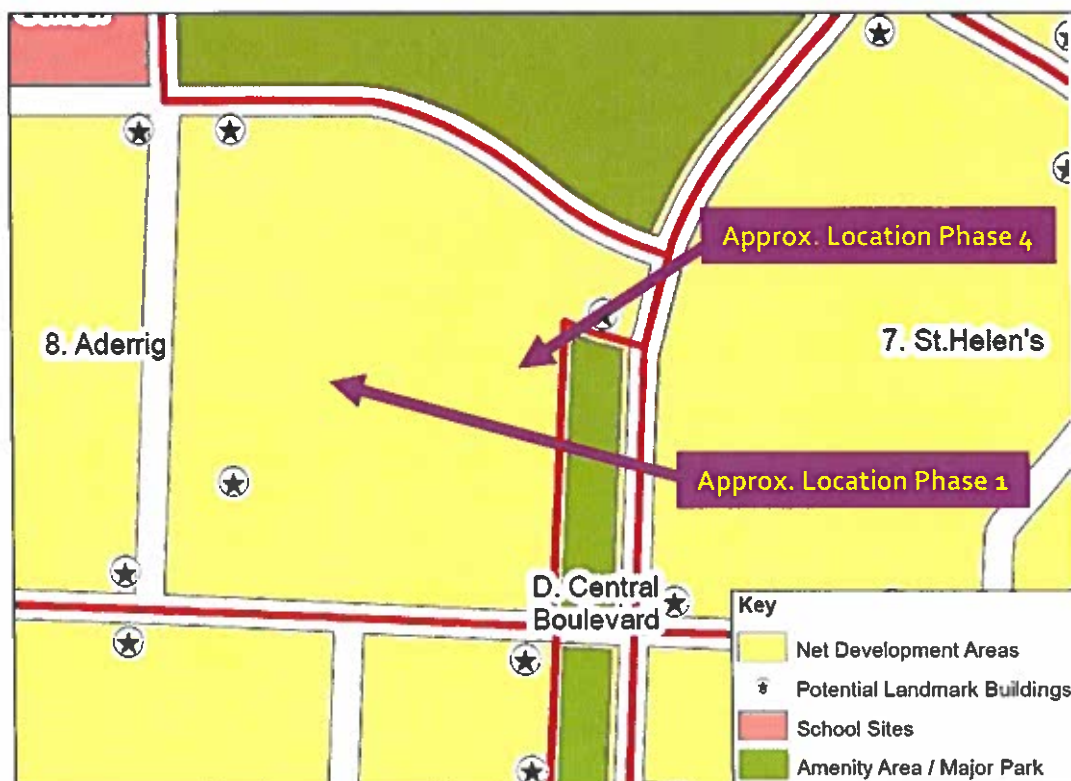 Approx. Location Phase 4
8. Aderrig
7. St.Helen's
Approx. Location Phase 1
D. Central
Boulevard
Key
Net Development Areas
Potential Landmark Buildings
School Sites
Amenity Area / Major Park